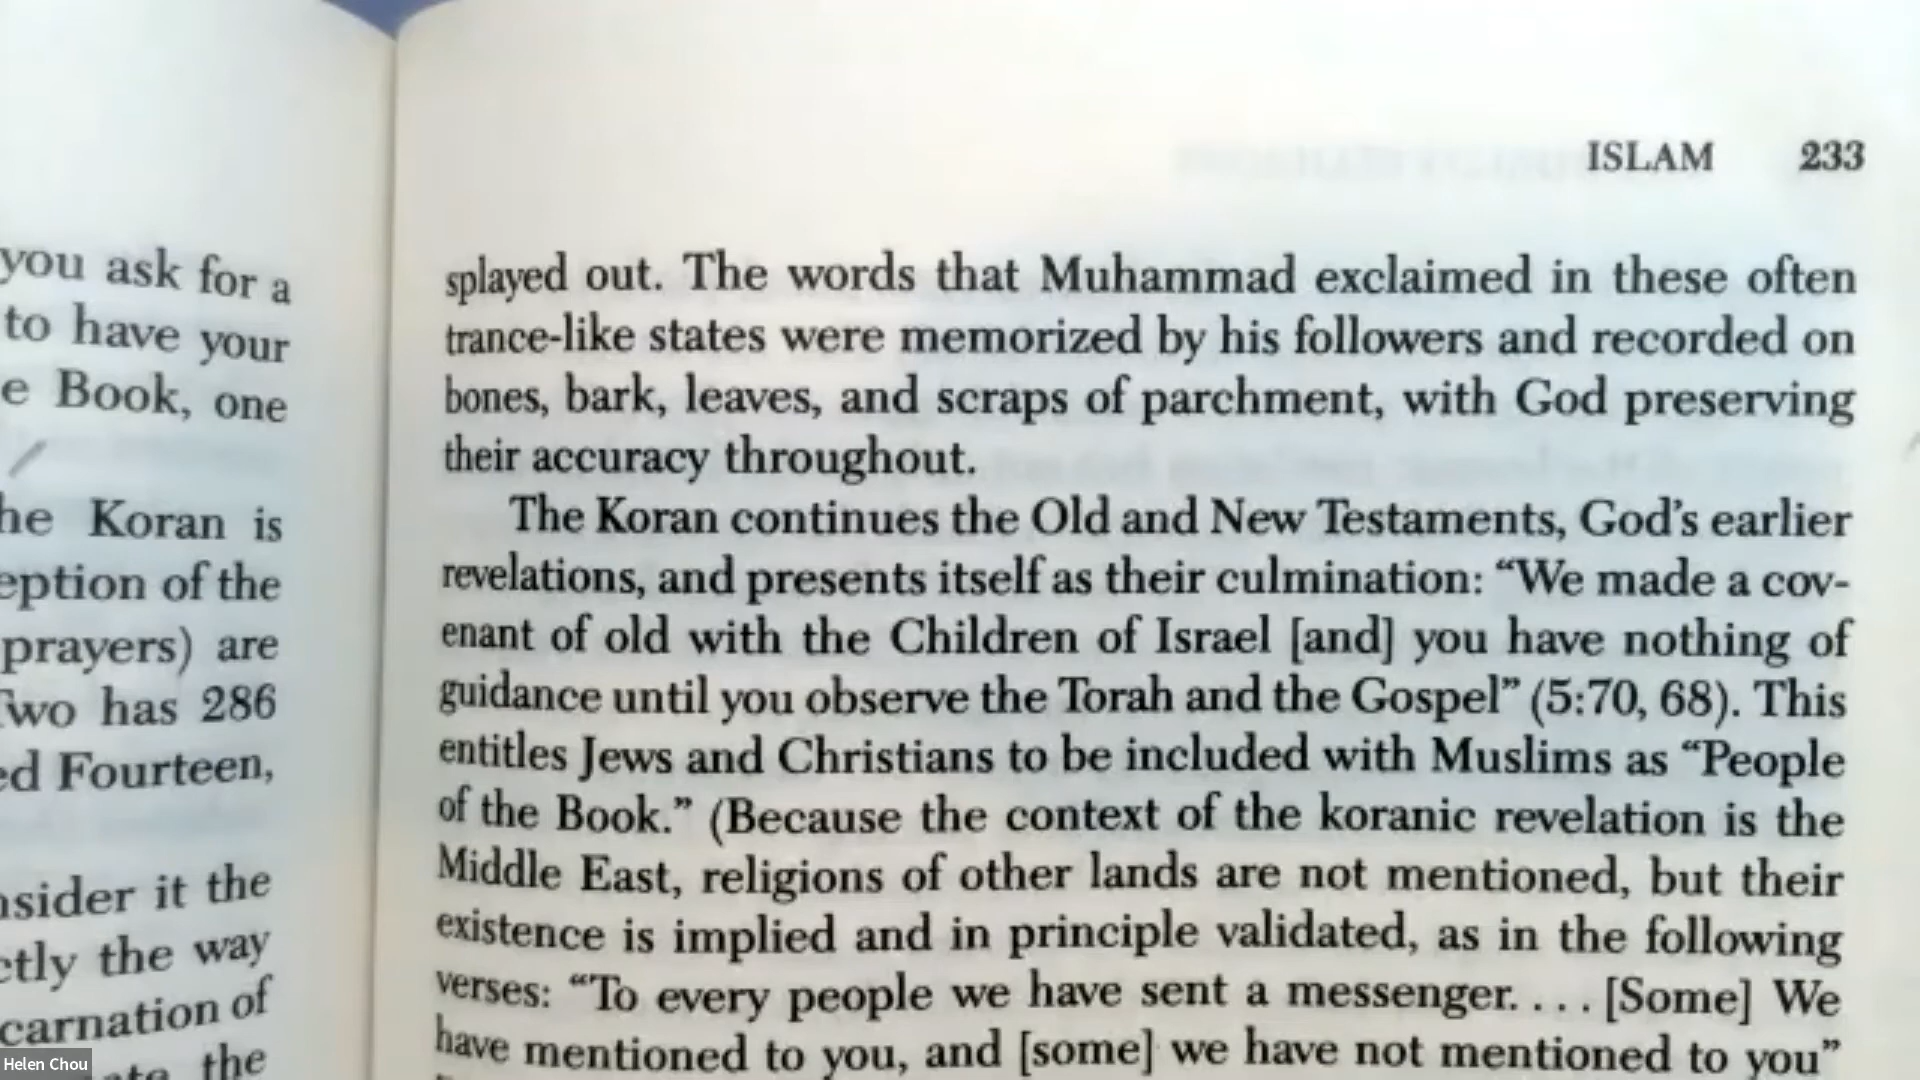 you ask for a
to have your
e Book, one
he Koran is
eption of the
prayers) are
Two has 286
ed Fourteen,
nsider it the
ctly the way
carnation of
the
ISLAM 233
splayed out. The words that Muhammad exclaimed in these often
trance-like states were memorized by his followers and recorded on
bones, bark, leaves, and scraps of parchment, with God preserving
their accuracy throughout.
The Koran continues the Old and New Testaments, God’s earlier
revelations, and presents itself as their culmination: “We made a cov-
enant of old with the Children of Israel [and] you have nothing of
guidance until you observe the Torah and the Gospel” (5:70, 68). This
entitles Jews and Christians to be included with Muslims as “People
of the Book.” (Because the context of the koranic revelation is the
Middle East, religions of other lands are not mentioned, but their
existence is implied and in principle validated, as in the following
verses: “To every people we have sent a messenger. . . . [Some] We
have mentioned to you, and [some] we have not mentioned to you”
Helen Chou